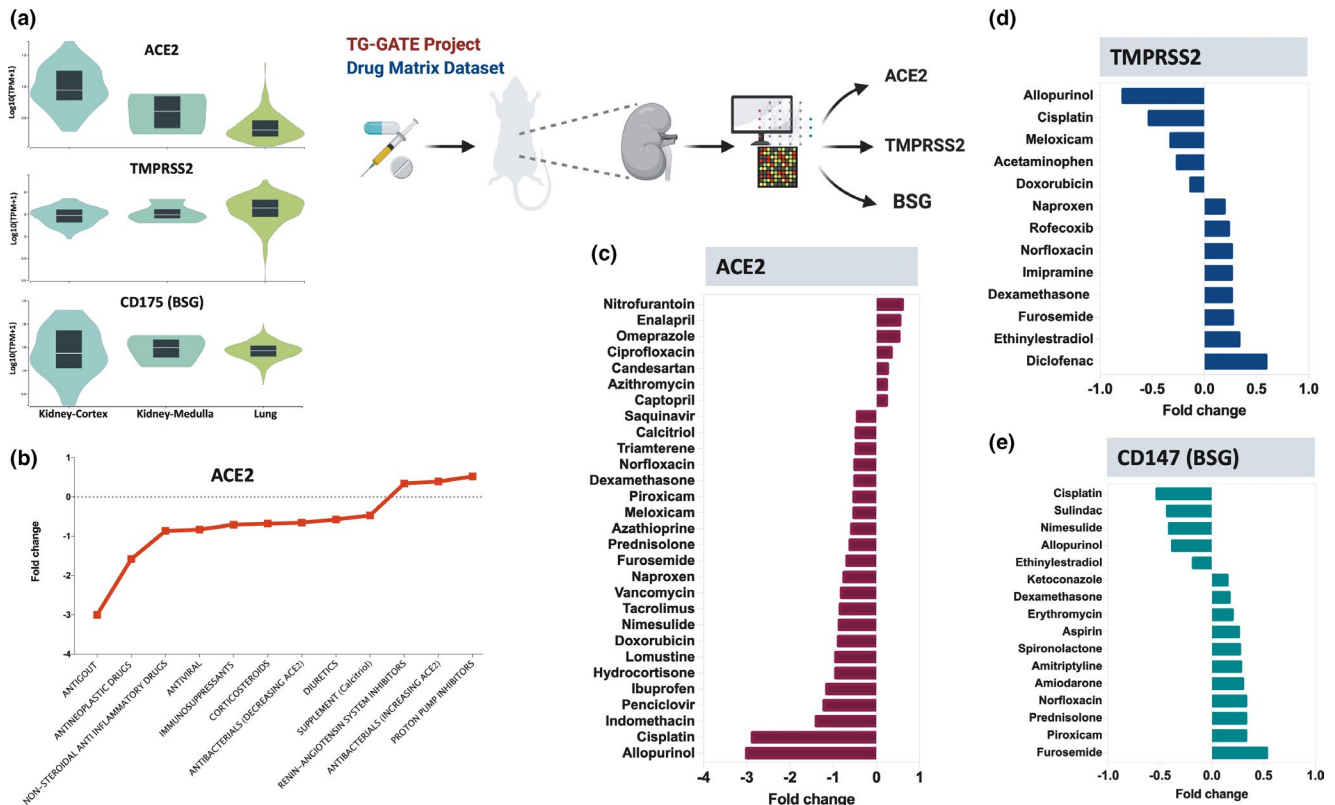 (a)
ACE2
Log10(TPM+1)
TMPRSS2
Log10(TPM+1)
CD175 (BSG)
Log10(TPM+1)
Kidney-Cortex
Kidney-Medulla
Lung
TG-GATE Project
Drug Matrix Dataset
ACE2
TMPRSS2
BSG
(b)
ACE2
Fold change
1
0
-1
-2
-3
-4
ANTIGOUT
ANTINEOPLASTIC DRUGS
NON-STEROIDAL ANTI INFLAMMATORY DRUGS
ANTIVIRAL
IMMUNOSUPPRESSANTS
CORTICOSTEROIDS
ANTIBACTERIALS (DECREASING ACE2)
DIURETICS
SUPPLEMENT (Calcitriol)
RENIN-ANGIOTENSIN SYSTEM INHIBITORS
ANTIBACTERIALS (INCREASING ACE2)
PROTON PUMP INHIBITORS
(c)
ACE2
Nitrofurantoin
Enalapril
Omeprazole
Ciprofloxacin
Candesartan
Azithromycin
Captopril
Saquinavir
Calcitriol
Triamterene
Norfloxacin
Dexamethasone
Piroxicam
Meloxicam
Azathioprine
Prednisolone
Furosemide
Naproxen
Vancomycin
Tacrolimus
Nimesulide
Doxorubicin
Lomustine
Hydrocortisone
Ibuprofen
Penciclovir
Indomethacin
Cisplatin
Allopurinol
-4 -3 -2 -1 0 1
Fold change
(d)
TMPRSS2
Allopurinol
Cisplatin
Meloxicam
Acetaminophen
Doxorubicin
Naproxen
Rofecoxib
Norfloxacin
Imipramine
Dexamethasone
Furosemide
Ethinylestradiol
Diclofenac
-1.0 -0.5 0.0 0.5 1.0
Fold change
(e)
CD147 (BSG)
Cisplatin
Sulindac
Nimesulide
Allopurinol
Ethinylestradiol
Ketoconazole
Dexamethasone
Erythromycin
Aspirin
Spironolactone
Amitriptyline
Amiodarone
Norfloxacin
Prednisolone
Piroxicam
Furosemide
-1.0 -0.5 0.0 0.5 1.0
Fold change